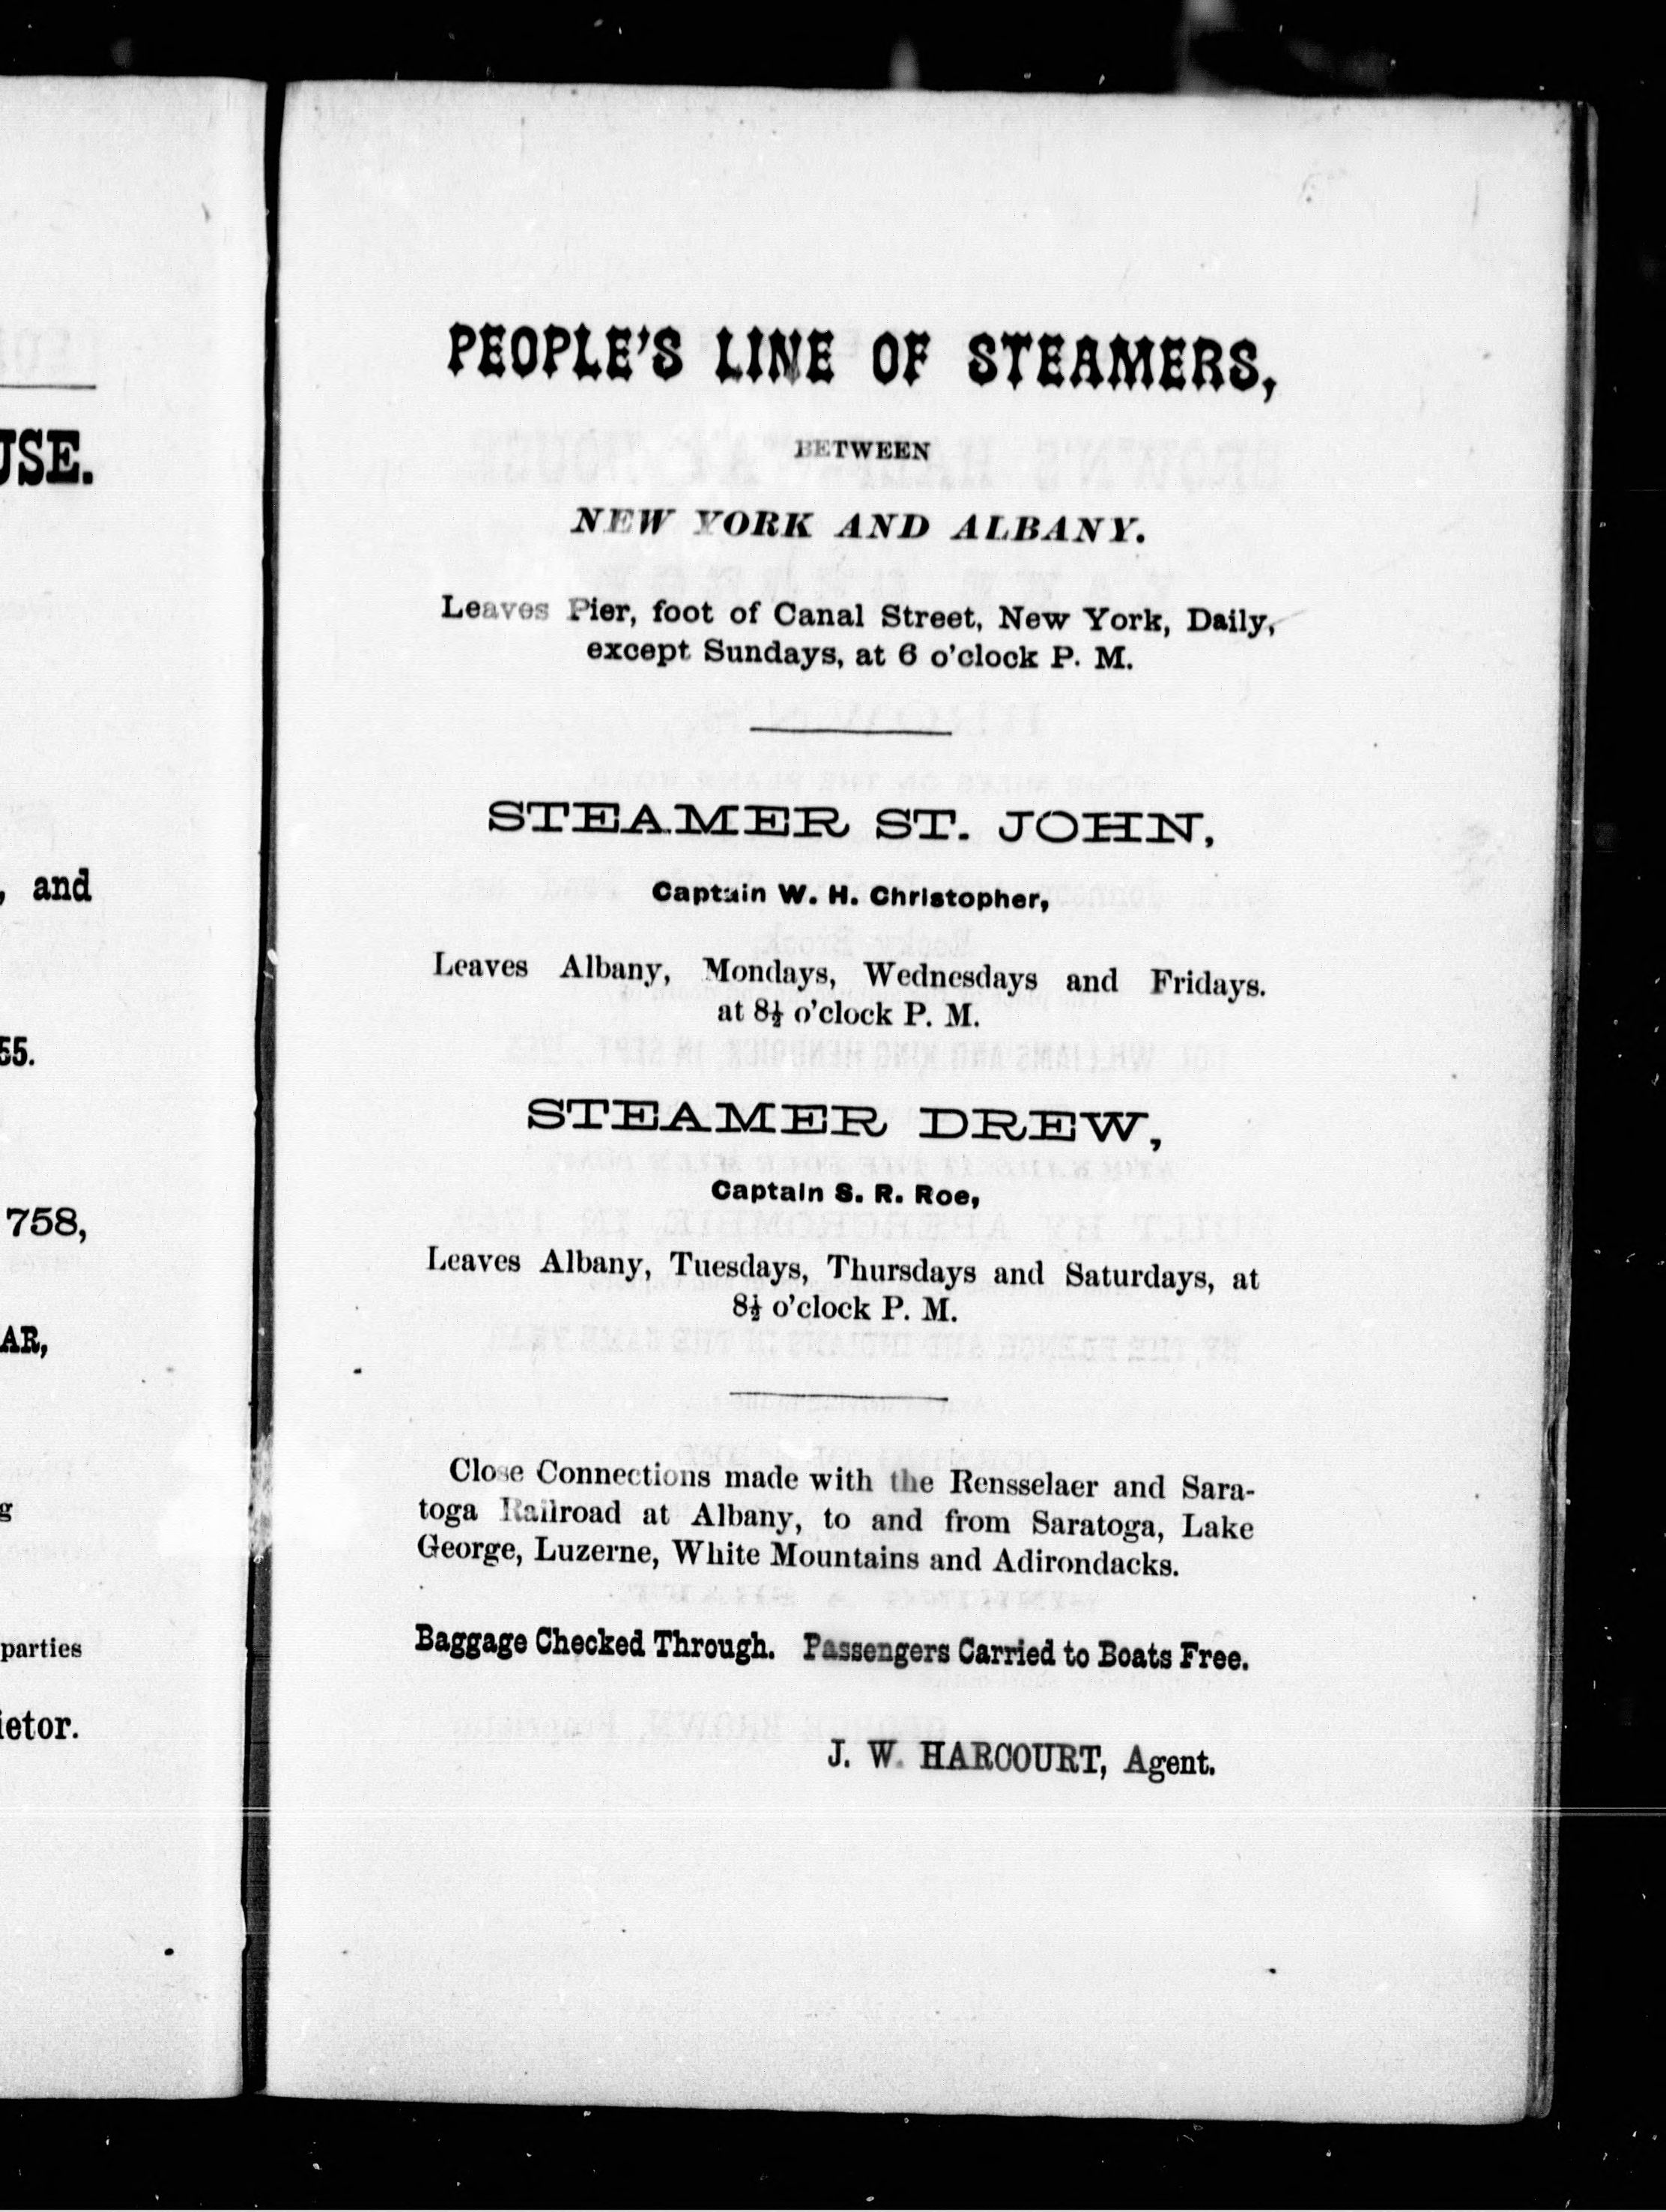 USE.
, and
55.
758,
AR,
g
parties
ietor.
PEOPLE'S LINE OF STEAMERS,
BETWEEN
NEW YORK AND ALBANY.
Leaves Pier, foot of Canal Street, New York, Daily,
except Sundays, at 6 o'clock P. M.
STEAMER ST. JOHN,
Captain W. H. Christopher,
Leaves Albany, Mondays, Wednesdays and Fridays.
at 8½ o'clock P. M.
STEAMER DREW,
Captain S. R. Roe,
Leaves Albany, Tuesdays, Thursdays and Saturdays, at
8½ o'clock P. M.
Close Connections made with the Rensselaer and Sara-
toga Railroad at Albany, to and from Saratoga, Lake
George, Luzerne, White Mountains and Adirondacks.
Baggage Checked Through. Passengers Carried to Boats Free.
J. W. HARCOURT, Agent.